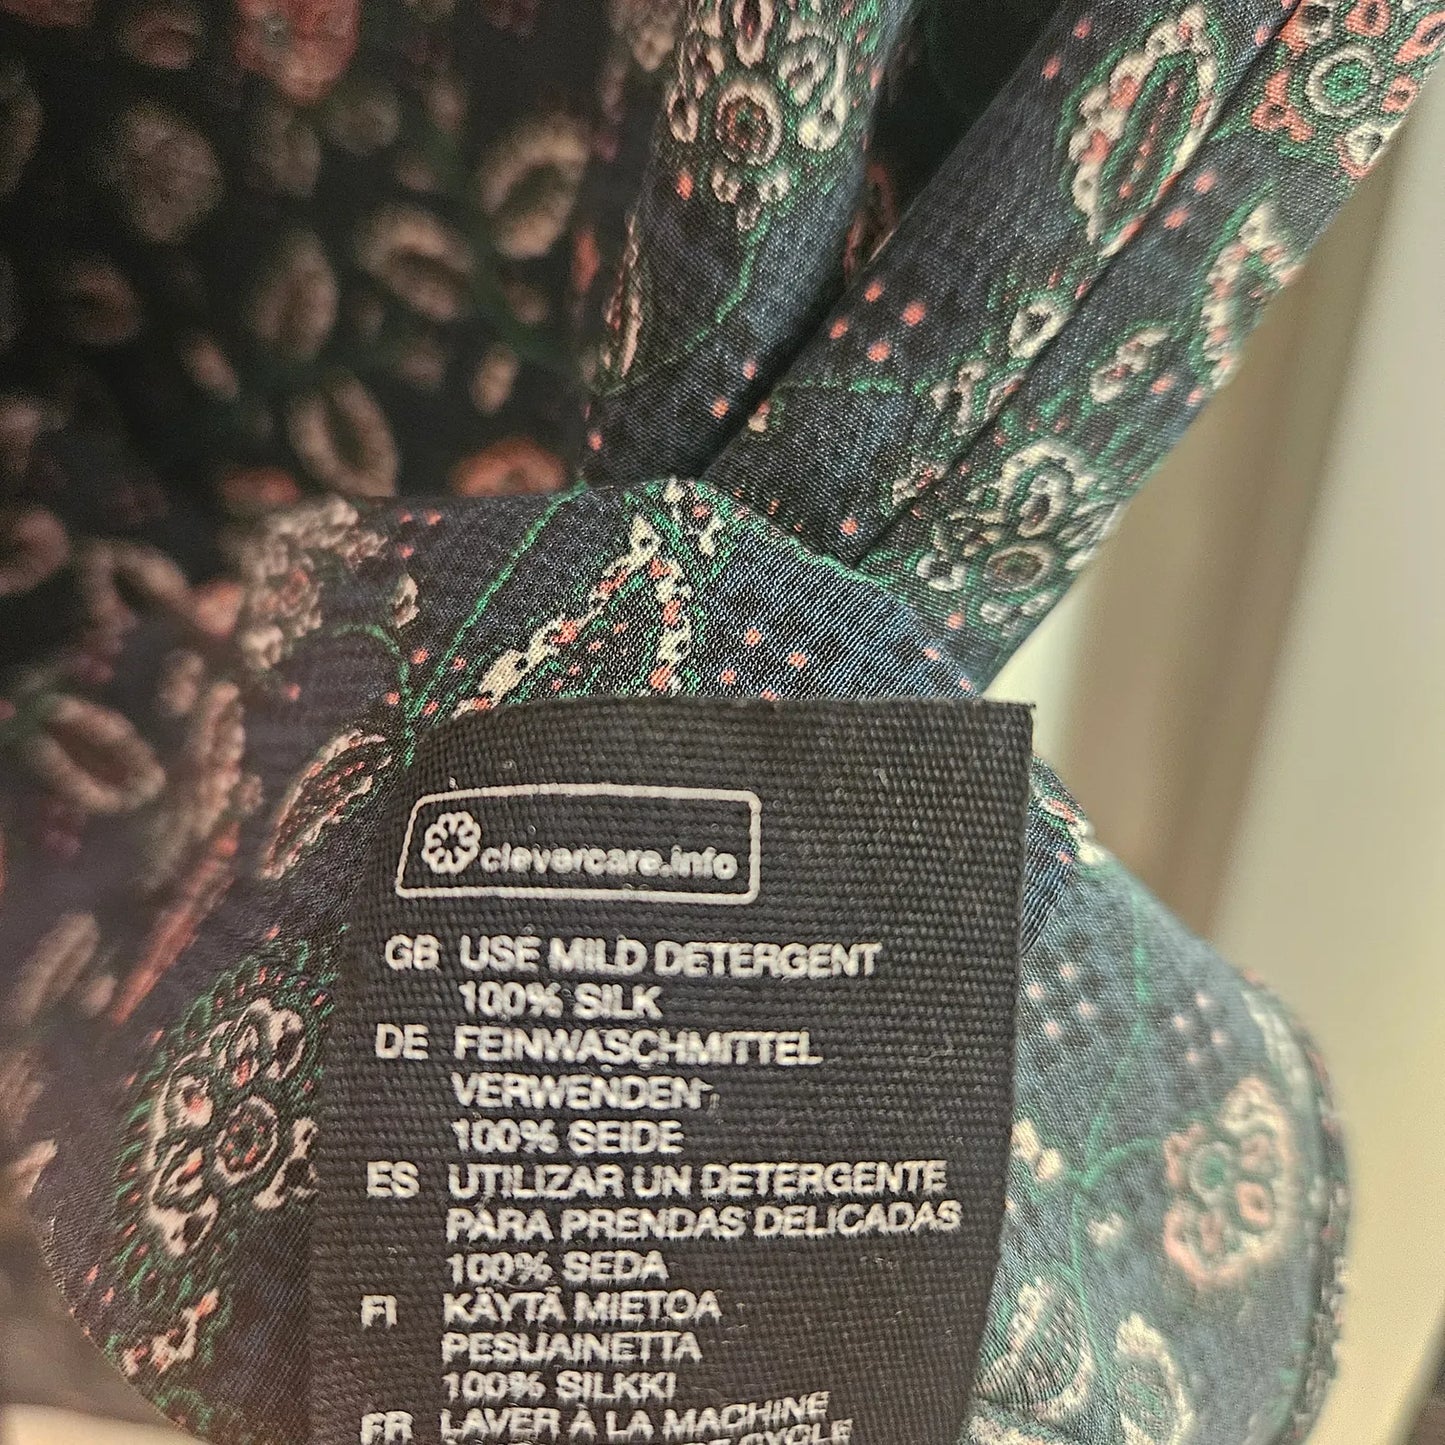 clevercare.info
GB USE MILD DETERGENT
100% SILK
DE FEINWASCHMITTEL
VERWENDEN
100% SEIDE
ES UTILIZAR UN DETERGENTE
PARA PRENDAS DELICADAS
100% SEDA
FI KÄYTÄ MIETOA
PESUAINETTA
100% SILKKI
FR LAVER À LA MACHINE
CYCLE